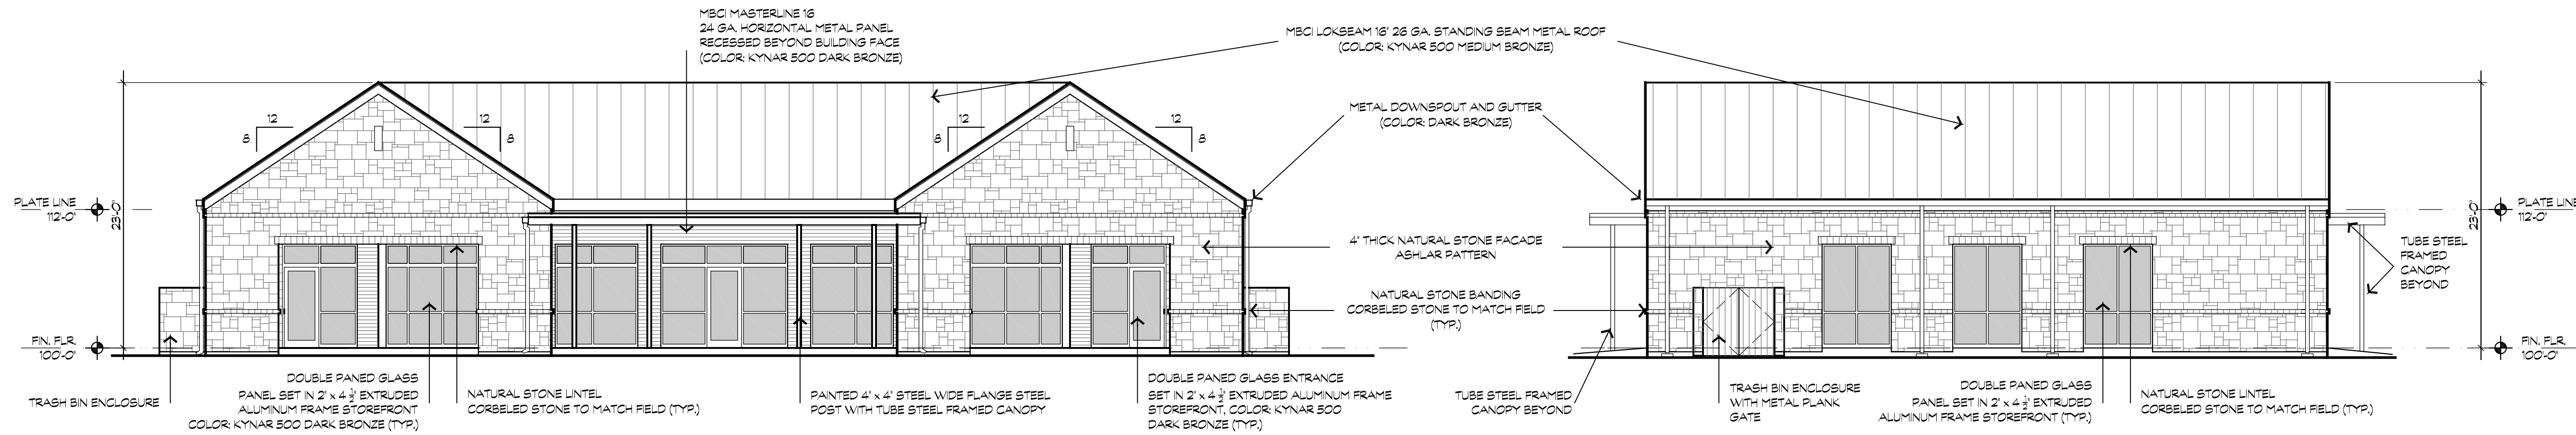 MBCI MASTERLINE 16
24 GA. HORIZONTAL METAL PANEL
RECESSED BEYOND BUILDING FACE
(COLOR: KYNAR 500 DARK BRONZE)
MBCI LOKSEAM 16" 26 GA. STANDING SEAM METAL ROOF
(COLOR: KYNAR 500 MEDIUM BRONZE)
METAL DOWNSPOUT AND GUTTER
(COLOR: DARK BRONZE)
12
8
12
8
12
8
12
8
PLATE LINE
112'-0"
23'-0"
FIN. FLR.
100'-0"
4" THICK NATURAL STONE FACADE
ASHLAR PATTERN
NATURAL STONE BANDING
CORBELED STONE TO MATCH FIELD
(TYP.)
PLATE LINE
112'-0"
23'-0"
TUBE STEEL
FRAMED
CANOPY
BEYOND
FIN. FLR.
100'-0"
TRASH BIN ENCLOSURE
DOUBLE PANED GLASS
PANEL SET IN 2" x 4 1/2" EXTRUDED
ALUMINUM FRAME STOREFRONT
COLOR: KYNAR 500 DARK BRONZE (TYP.)
NATURAL STONE LINTEL
CORBELED STONE TO MATCH FIELD (TYP.)
PAINTED 4" x 4" STEEL WIDE FLANGE STEEL
POST WITH TUBE STEEL FRAMED CANOPY
DOUBLE PANED GLASS ENTRANCE
SET IN 2" x 4 1/2" EXTRUDED ALUMINUM FRAME
STOREFRONT, COLOR: KYNAR 500
DARK BRONZE (TYP.)
TUBE STEEL FRAMED
CANOPY BEYOND
TRASH BIN ENCLOSURE
WITH METAL PLANK
GATE
DOUBLE PANED GLASS
PANEL SET IN 2" x 4 1/2" EXTRUDED
ALUMINUM FRAME STOREFRONT (TYP.)
NATURAL STONE LINTEL
CORBELED STONE TO MATCH FIELD (TYP.)